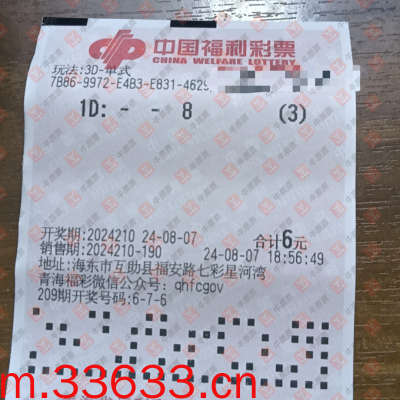 中国福利彩票
CHINA WELFARE LOTTERY
玩法:3D-单式
7B86-9972-E4B3-E831-4629
1D: - - 8 (3)
开奖期:2024210 24-08-07 合计6元
销售期:2024210-190 24-08-07 18:56:49
地址:海东市互助县福安路七彩星河湾
青海福彩微信公众号: qhfcgov
209期开奖号码:6-7-6
m.33633.cn